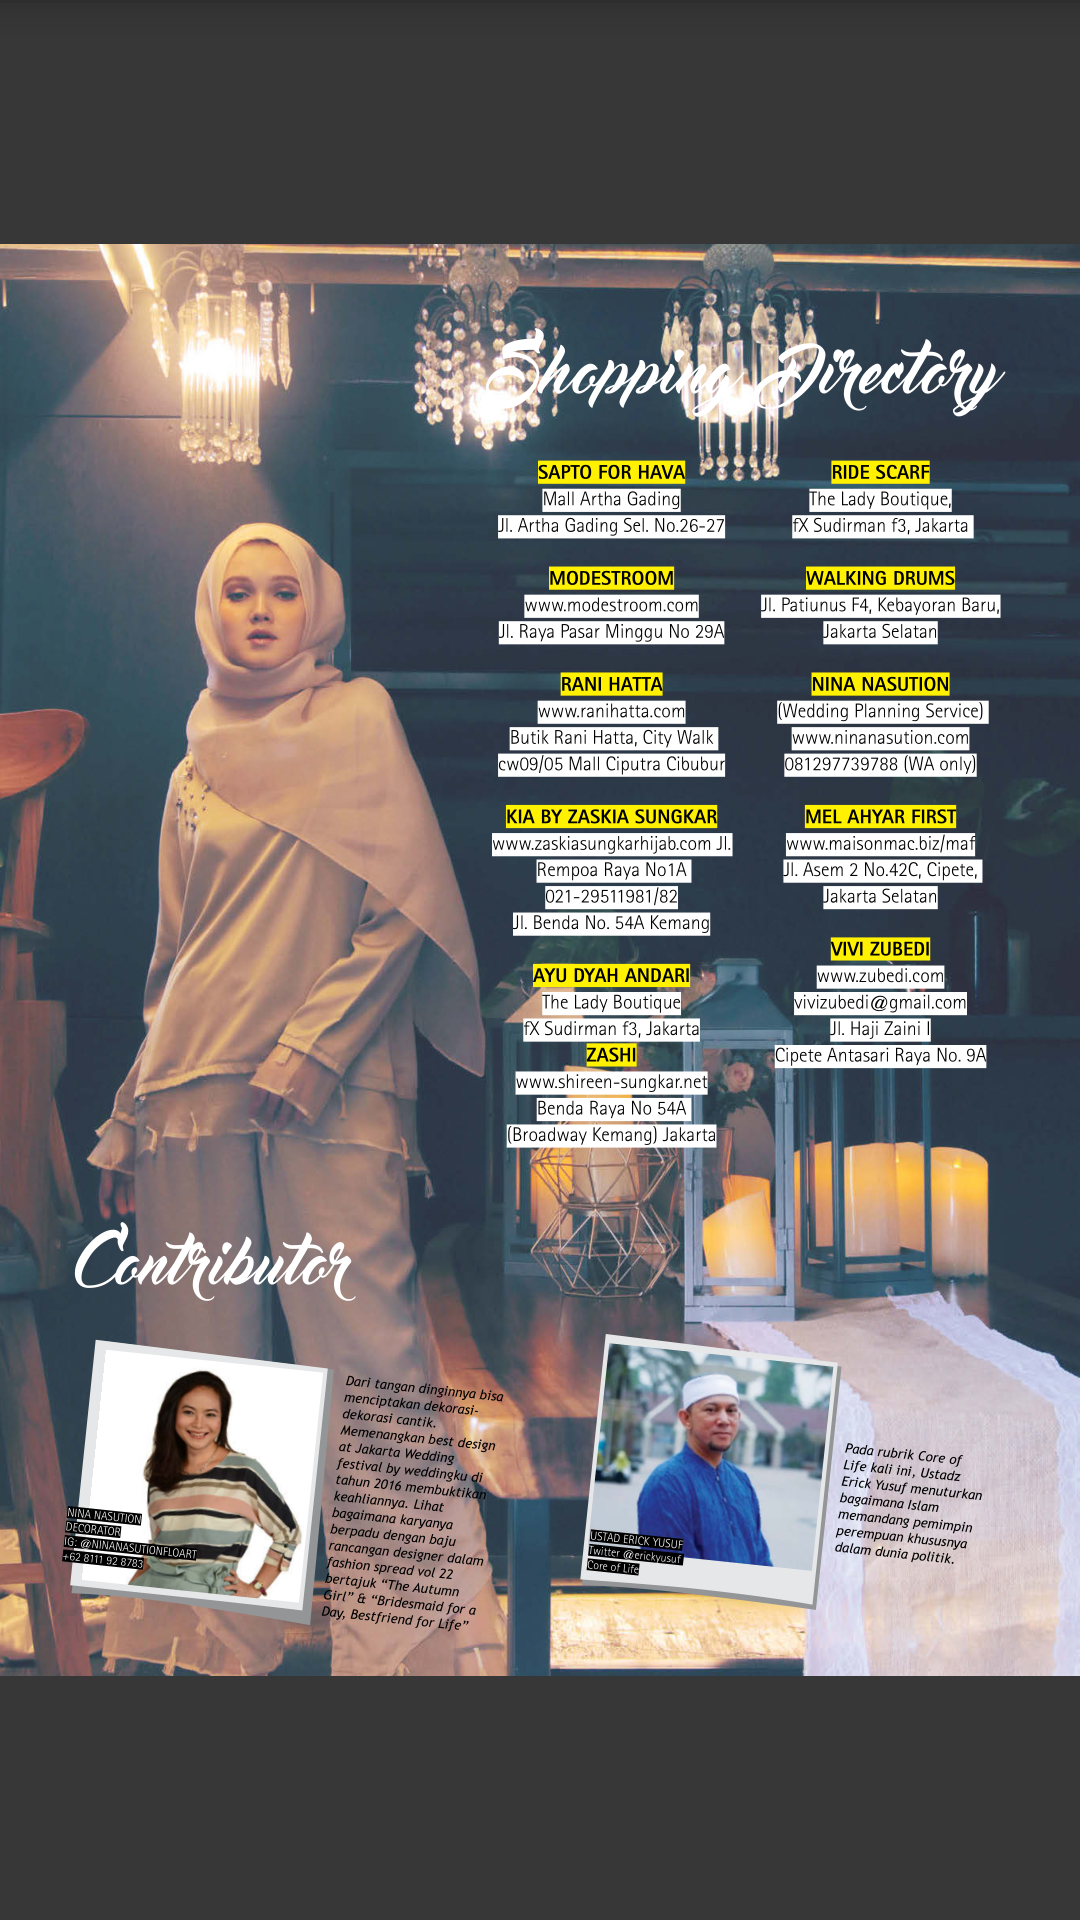 Shopping Directory
SAPTO FOR HAVA
Mall Artha Gading
Jl. Artha Gading Sel. No.26-27
MODESTROOM
www.modestroom.com
Jl. Raya Pasar Minggu No 29A
RANI HATTA
www.ranihatta.com
Butik Rani Hatta, City Walk
cw09/05 Mall Ciputra Cibubur
KIA BY ZASKIA SUNGKAR
www.zaskiasungkarhijab.com Jl.
Rempoa Raya No1A
021-29511981/82
Jl. Benda No. 54A Kemang
AYU DYAH ANDARI
The Lady Boutique
fX Sudirman f3, Jakarta
ZASHI
www.shireen-sungkar.net
Benda Raya No 54A
(Broadway Kemang) Jakarta
RIDE SCARF
The Lady Boutique,
fX Sudirman f3, Jakarta
WALKING DRUMS
Jl. Patiunus F4, Kebayoran Baru,
Jakarta Selatan
NINA NASUTION
(Wedding Planning Service)
www.ninanasution.com
081297739788 (WA only)
MEL AHYAR FIRST
www.maisonmac.biz/maf
Jl. Asem 2 No.42C, Cipete,
Jakarta Selatan
VIVI ZUBEDI
www.zubedi.com
vivizubedi@gmail.com
Jl. Haji Zaini I
Cipete Antasari Raya No. 9A
Contributor
NINA NASUTION
DECORATOR
IG: @NINANASUTIONFLOART
+62 8111 92 8783
Dari tangan dinginnya bisa
menciptakan dekorasi-
dekorasi cantik.
Memenangkan best design
at Jakarta Wedding
festival by weddingku di
tahun 2016 membuktikan
keahliannya. Lihat
bagaimana karyanya
berpadu dengan baju
rancangan designer dalam
fashion spread vol 22
bertajuk “The Autumn
Girl” & “Bridesmaid for a
Day, Bestfriend for Life”
USTAD ERICK YUSUF
Twitter @erickyusuf
Core of Life
Pada rubrik Core of
Life kali ini, Ustadz
Erick Yusuf menuturkan
bagaimana Islam
memandang pemimpin
perempuan khususnya
dalam dunia politik.